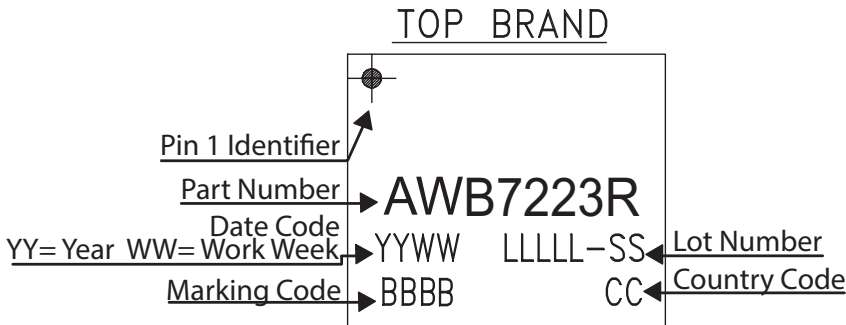 TOP BRAND
Pin 1 Identifier
Part Number
AWB7223R
Date Code
YY= Year WW= Work Week
YYWW LLLLL-SS
Lot Number
Marking Code
BBBB CC
Country Code